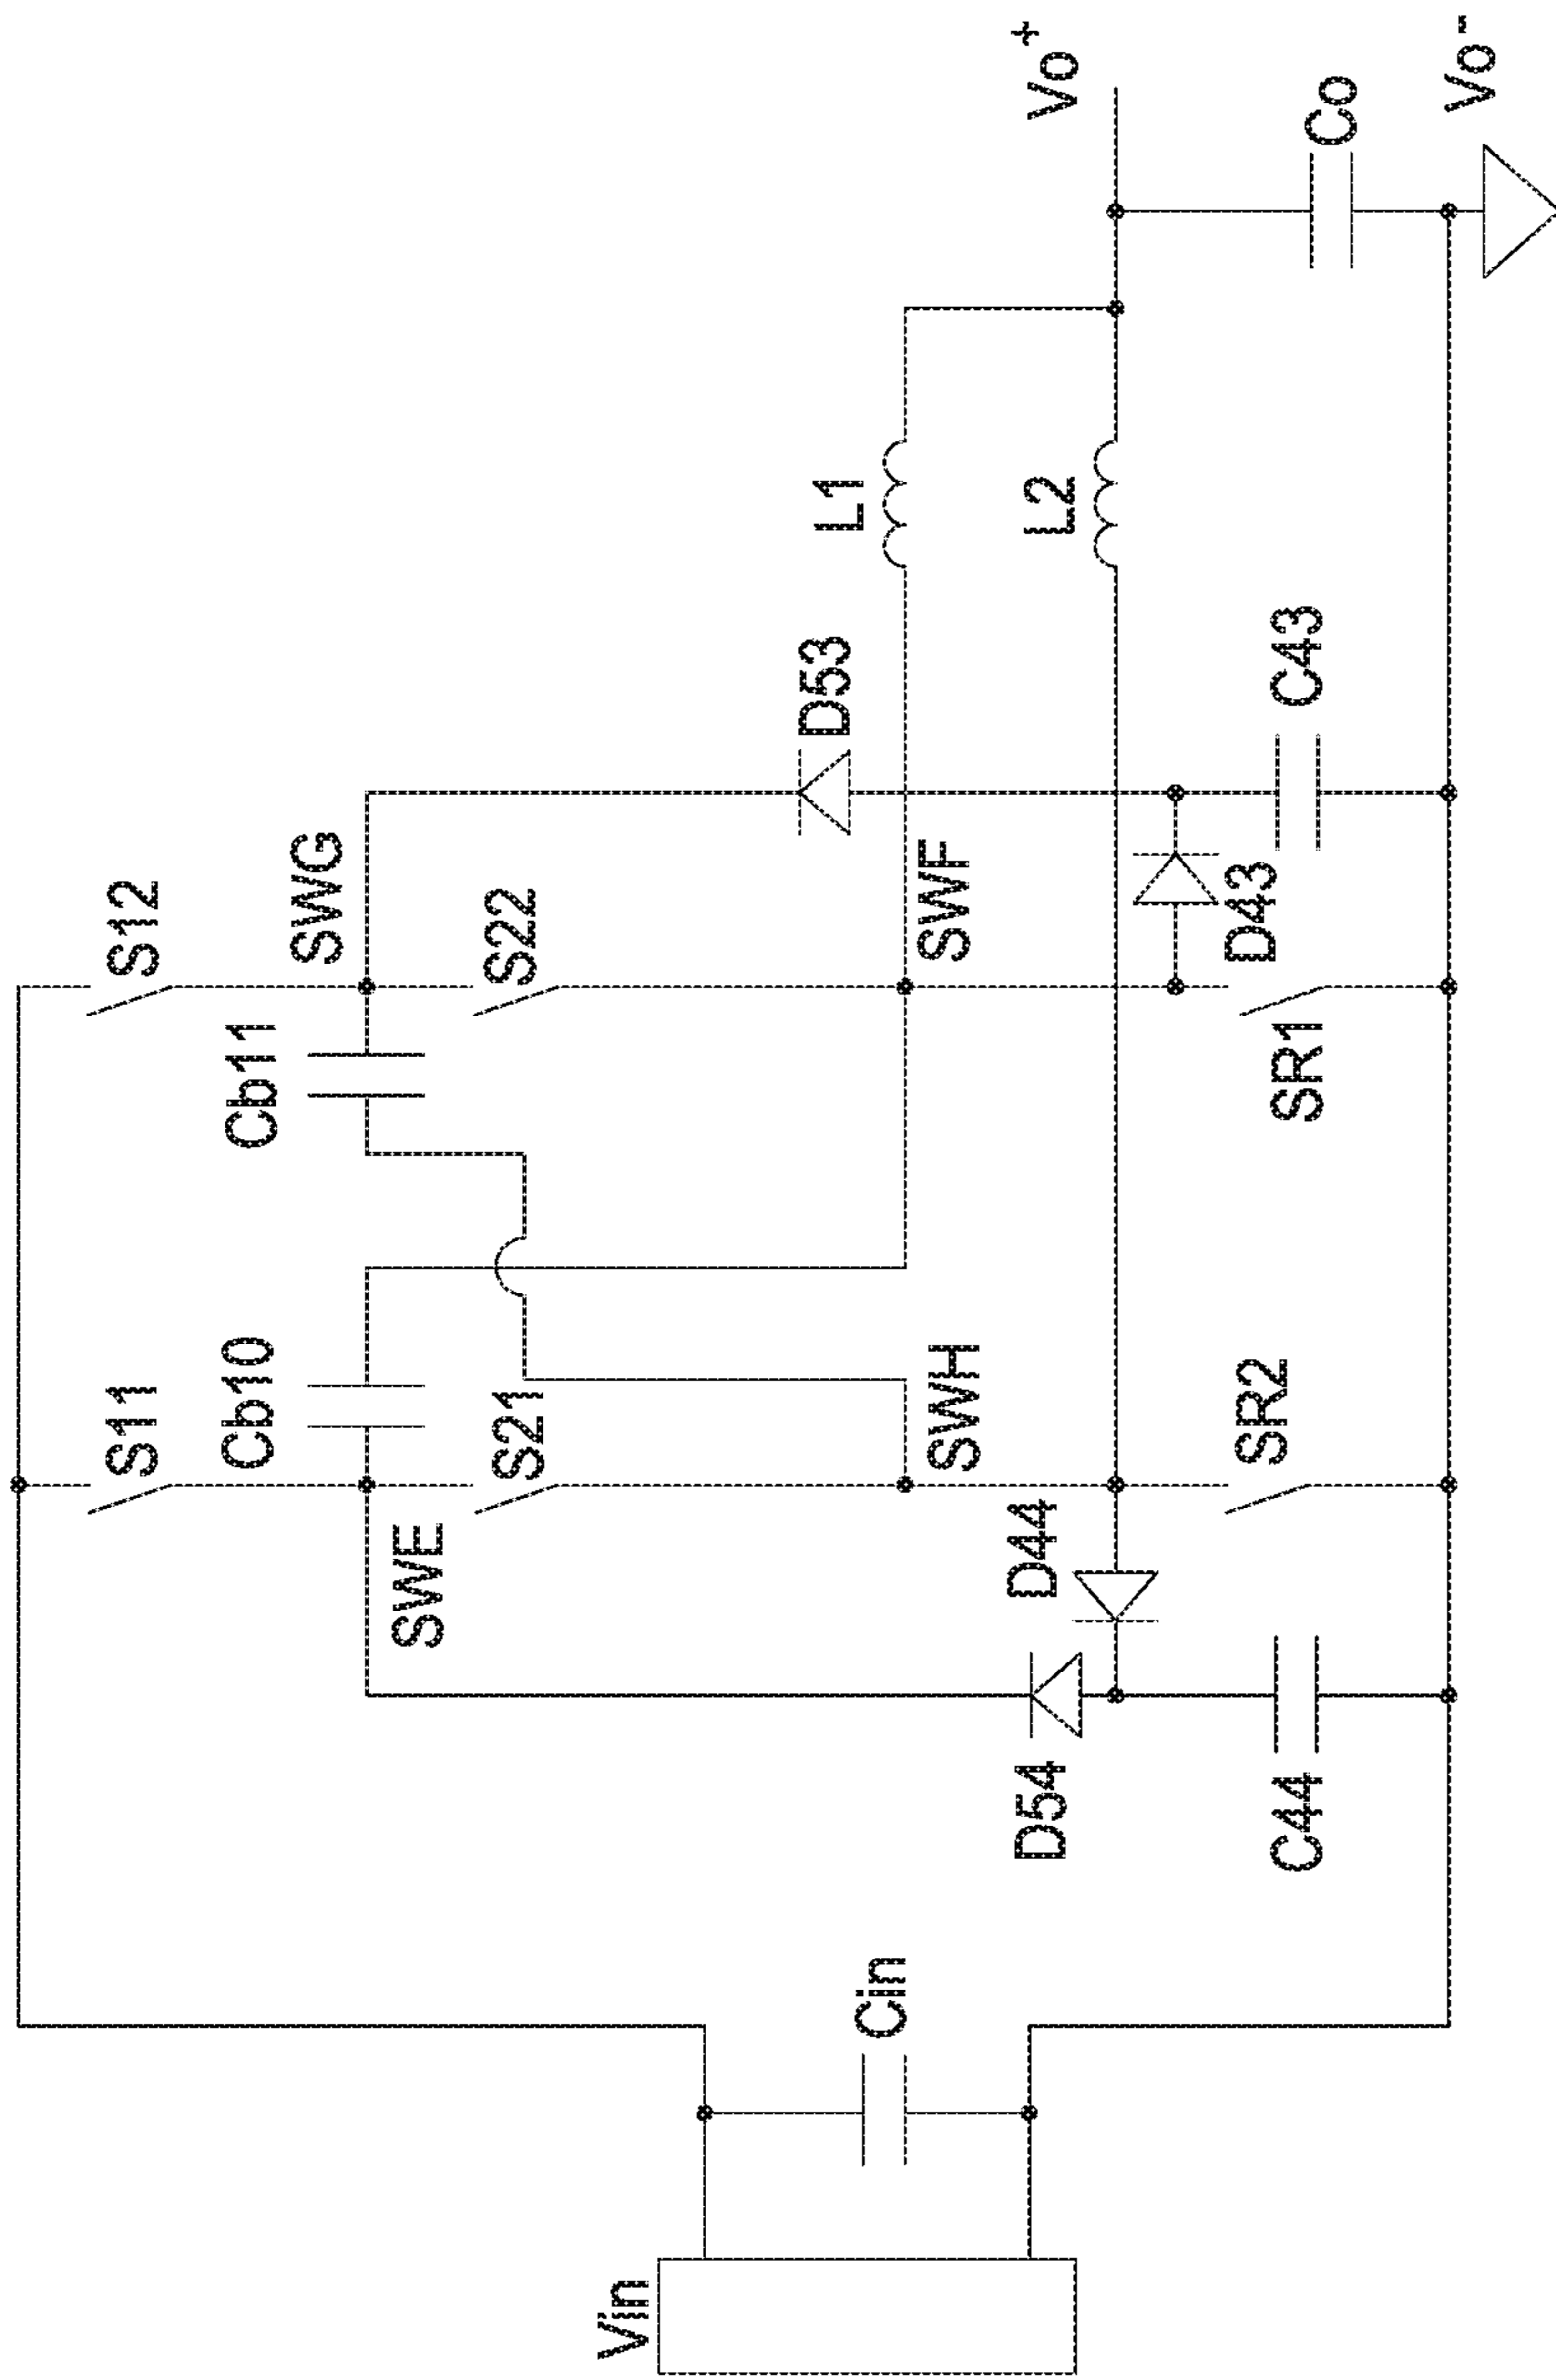 Vin
Cin
S11
Cb10
SWE
S21
D54
D44
C44
SWH
SR2
S12
Cb11
SWG
S22
D53
SWF
SR1
D43
C43
L1
L2
Vo+
Co
Vo-